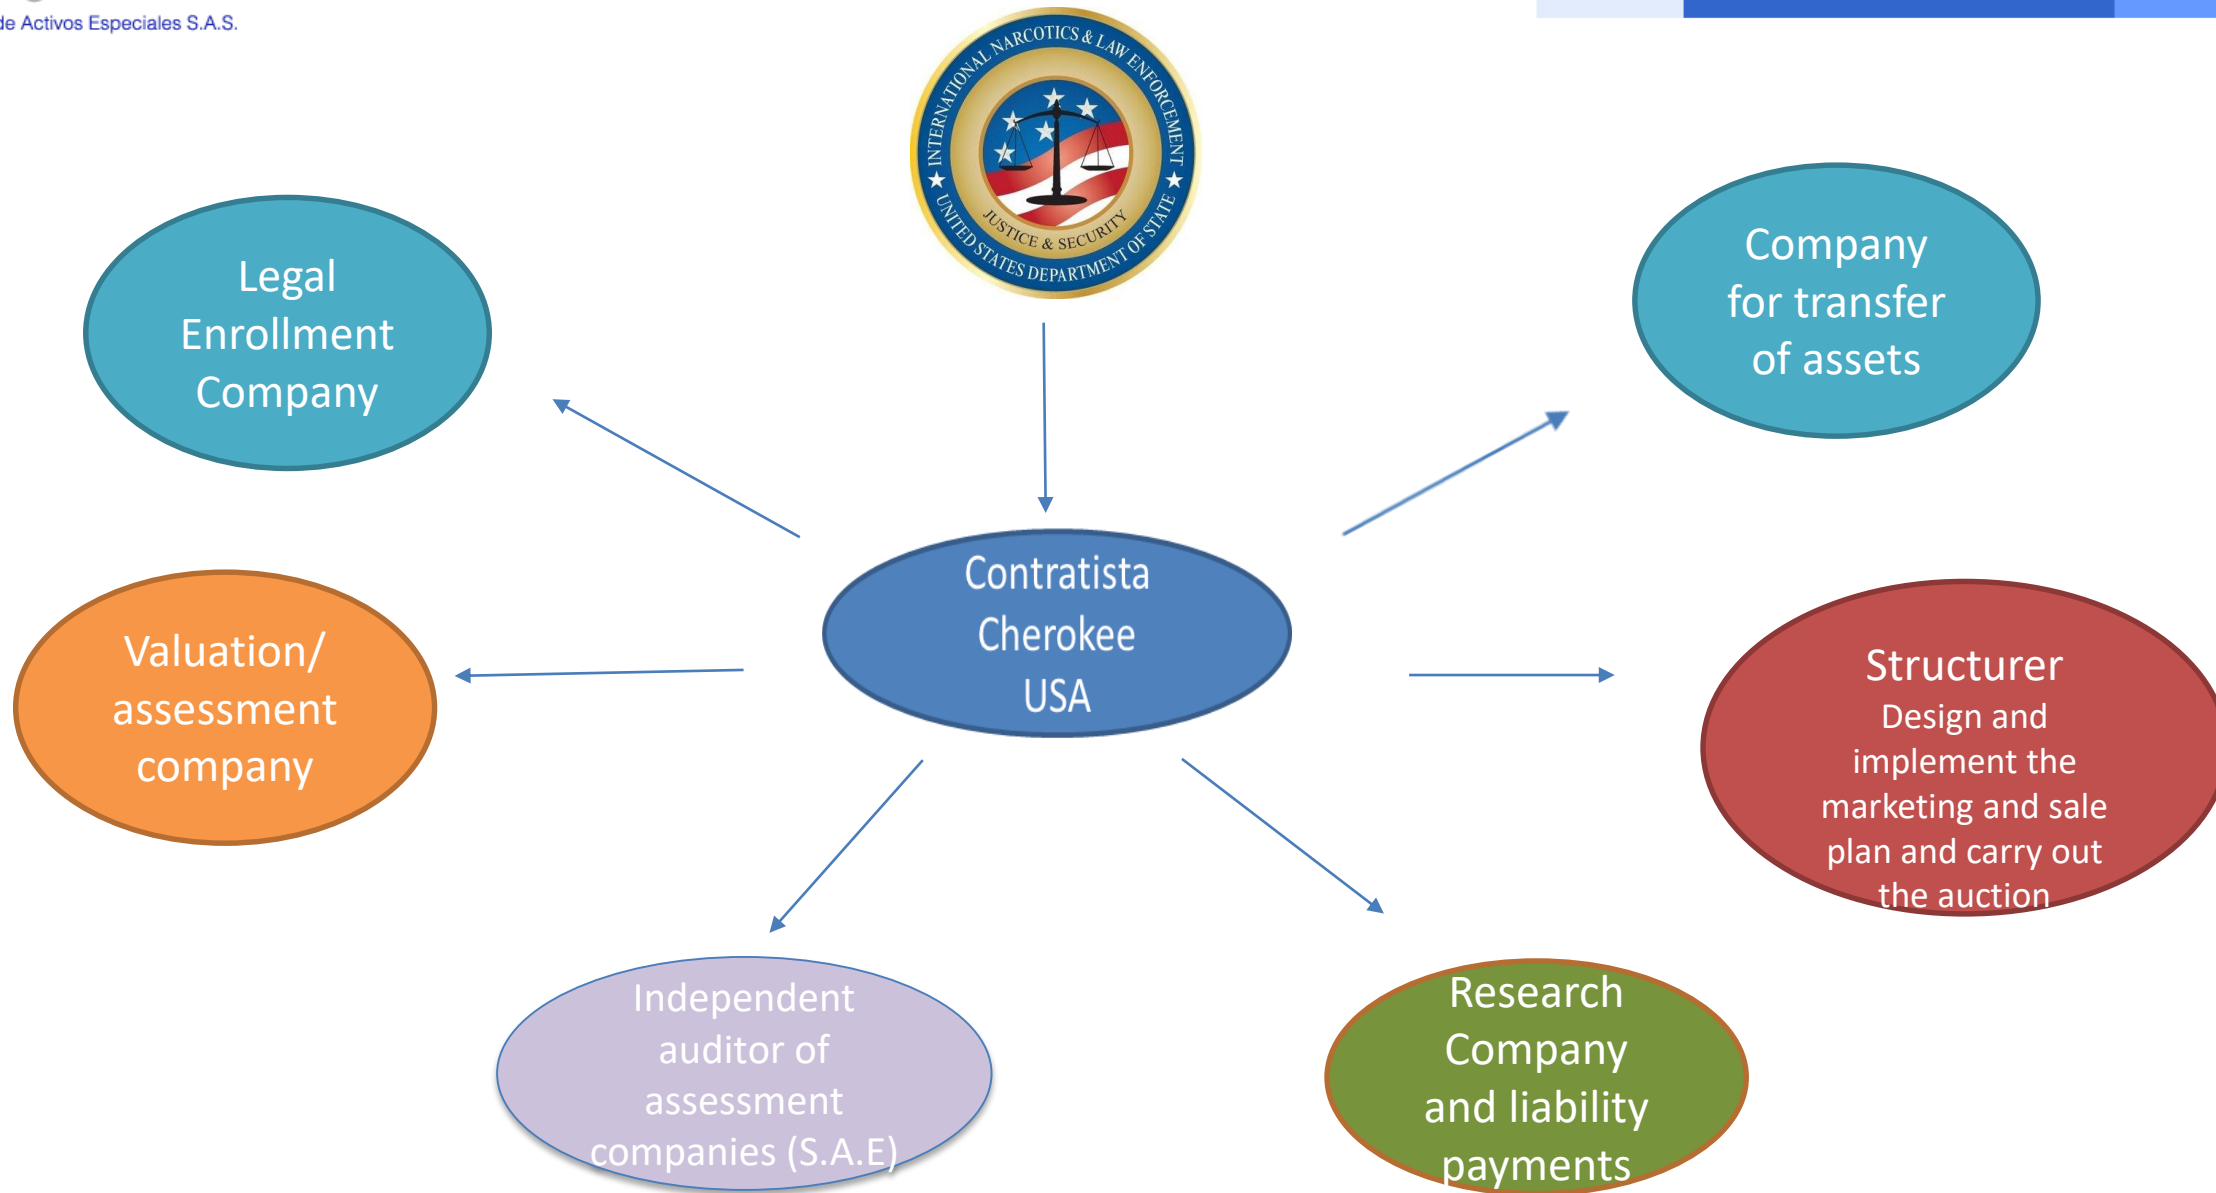 de Activos Especiales S.A.S.
INTERNATIONAL NARCOTICS & LAW ENFORCEMENT
UNITED STATES DEPARTMENT OF STATE
JUSTICE & SECURITY
Legal
Enrollment
Company
Company
for transfer
of assets
Contratista
Cherokee
USA
Valuation/
assessment
company
Structurer
Design and
implement the
marketing and sale
plan and carry out
the auction
Independent
auditor of
assessment
companies (S.A.E)
Research
Company
and liability
payments